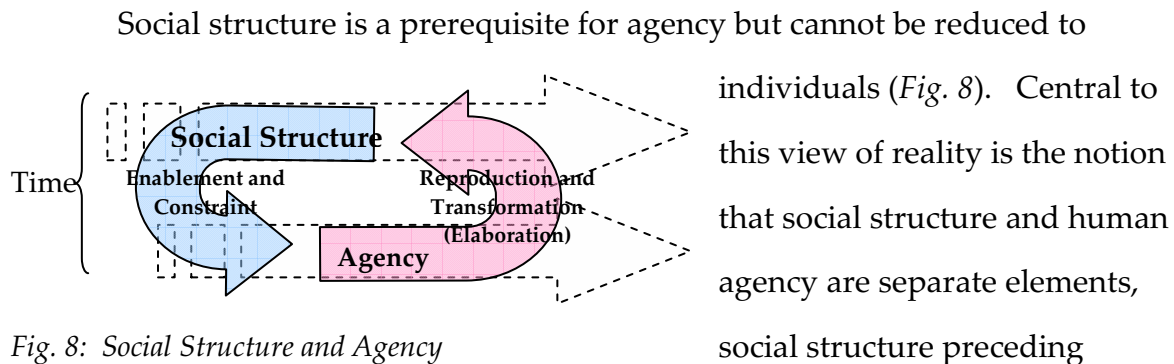 Social structure is a prerequisite for agency but cannot be reduced to
individuals (Fig. 8). Central to
this view of reality is the notion
that social structure and human
agency are separate elements,
social structure preceding
Time
Social Structure
Enablement and
Constraint
Reproduction and
Transformation
(Elaboration)
Agency
Fig. 8: Social Structure and Agency